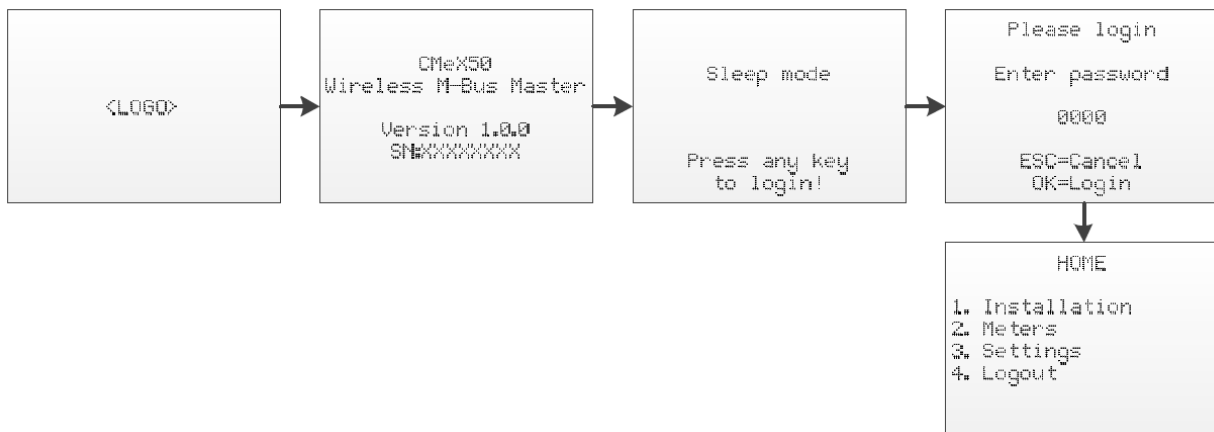 <LOGO>
CMeX50
Wireless M-Bus Master
Version 1.0.0
SN:XXXXXXXX
Sleep mode
Press any key
to login!
Please login
Enter password
0000
ESC=Cancel
OK=Login
HOME
1. Installation
2. Meters
3. Settings
4. Logout